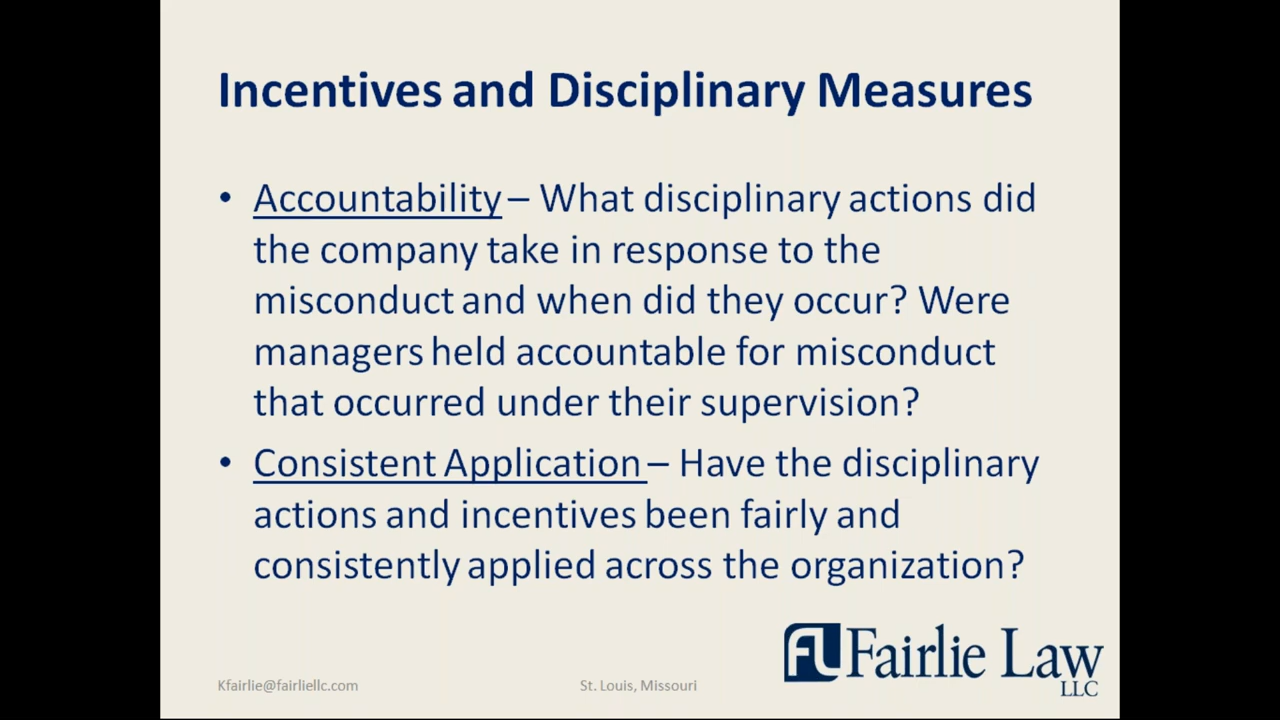 Incentives and Disciplinary Measures
• Accountability – What disciplinary actions did
the company take in response to the
misconduct and when did they occur? Were
managers held accountable for misconduct
that occurred under their supervision?
• Consistent Application – Have the disciplinary
actions and incentives been fairly and
consistently applied across the organization?
FL Fairlie Law
LLC
Kfairlie@fairliellc.com
St. Louis, Missouri